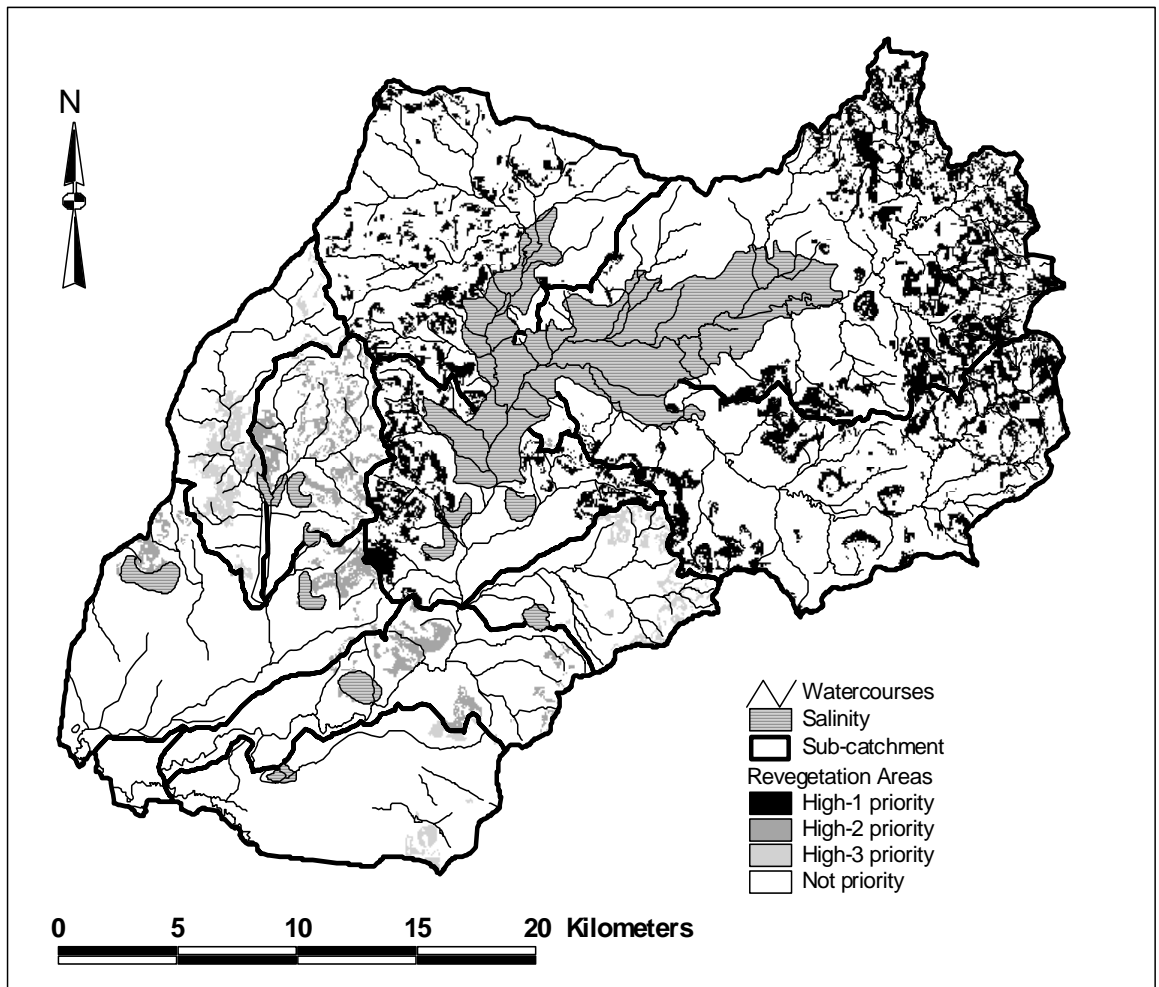 N
Watercourses
Salinity
Sub-catchment
Revegetation Areas
High-1 priority
High-2 priority
High-3 priority
Not priority
0 5 10 15 20 Kilometers